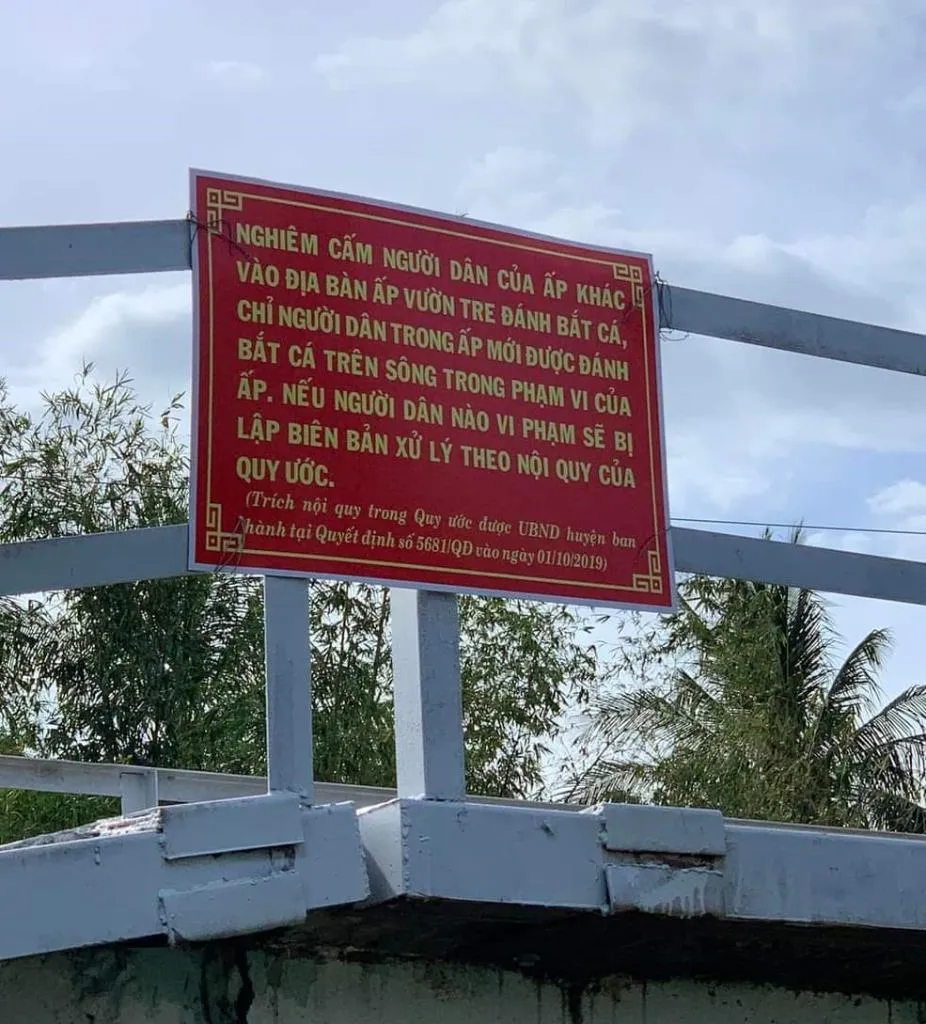 NGHIÊM CẤM NGƯỜI DÂN CỦA ẤP KHÁC
VÀO ĐỊA BÀN ẤP VƯỜN TRE ĐÁNH BẮT CÁ,
CHỈ NGƯỜI DÂN TRONG ẤP MỚI ĐƯỢC ĐÁNH
BẮT CÁ TRÊN SÔNG TRONG PHẠM VI CỦA
ẤP. NẾU NGƯỜI DÂN NÀO VI PHẠM SẼ BỊ
LẬP BIÊN BẢN XỬ LÝ THEO NỘI QUY CỦA
QUY ƯỚC.
(Trích nội quy trong Quy ước được UBND huyện ban
hành tại Quyết định số 5681/QĐ vào ngày 01/10/2019)